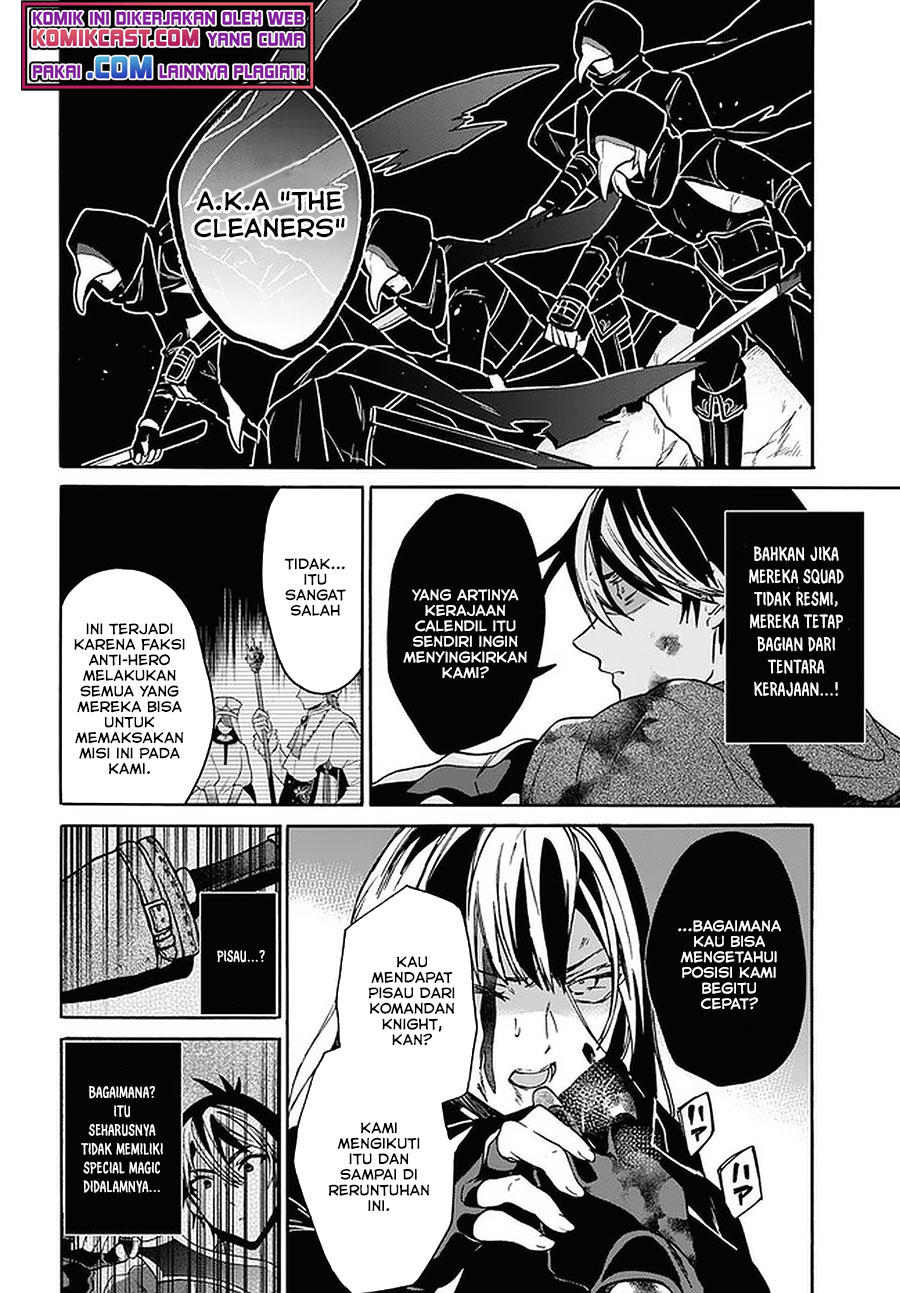 KOMIK INI DIKERJAKAN OLEH WEB
KOMIKCAST.COM YANG CUMA
PAKAI .COM LAINNYA PLAGIAT!
A.K.A "THE
CLEANERS"
BAHKAN JIKA
MEREKA SQUAD
TIDAK RESMI,
MEREKA TETAP
BAGIAN DARI
TENTARA
KERAJAAN...!
YANG ARTINYA
KERAJAAN
CALENDIL ITU
SENDIRI INGIN
MENYINGKIRKAN
KAMI?
TIDAK...
ITU
SANGAT
SALAH
INI TERJADI
KARENA FAKSI
ANTI-HERO
MELAKUKAN
SEMUA YANG
MEREKA BISA
UNTUK
MEMAKSAKAN
MISI INI PADA
KAMI.
...BAGAIMANA
KAU BISA
MENGETAHUI
POSISI KAMI
BEGITU
CEPAT?
KAU
MENDAPAT
PISAU DARI
KOMANDAN
KNIGHT,
KAN?
KAMI
MENGIKUTI
ITU DAN
SAMPAI DI
RERUNTUHAN
INI.
PISAU...?
BAGAIMANA?
ITU
SEHARUSNYA
TIDAK MEMILIKI
SPECIAL MAGIC
DIDALAMNYA...